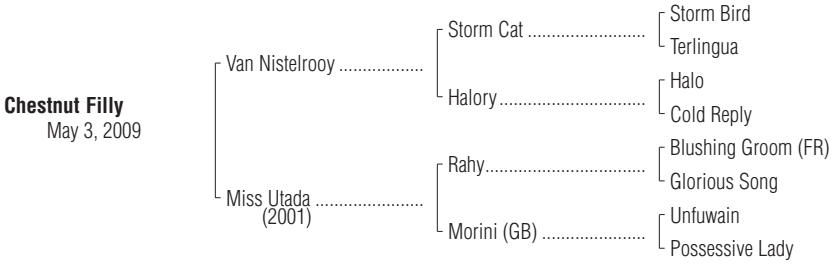 Storm Bird
Storm Cat ........................
Terlingua
Van Nistelrooy .................
Halo
Halory.............................
Cold Reply
Chestnut Filly
May 3, 2009
Blushing Groom (FR)
Rahy................................
Glorious Song
Miss Utada ......................
(2001)
Unfuwain
Morini (GB) .....................
Possessive Lady